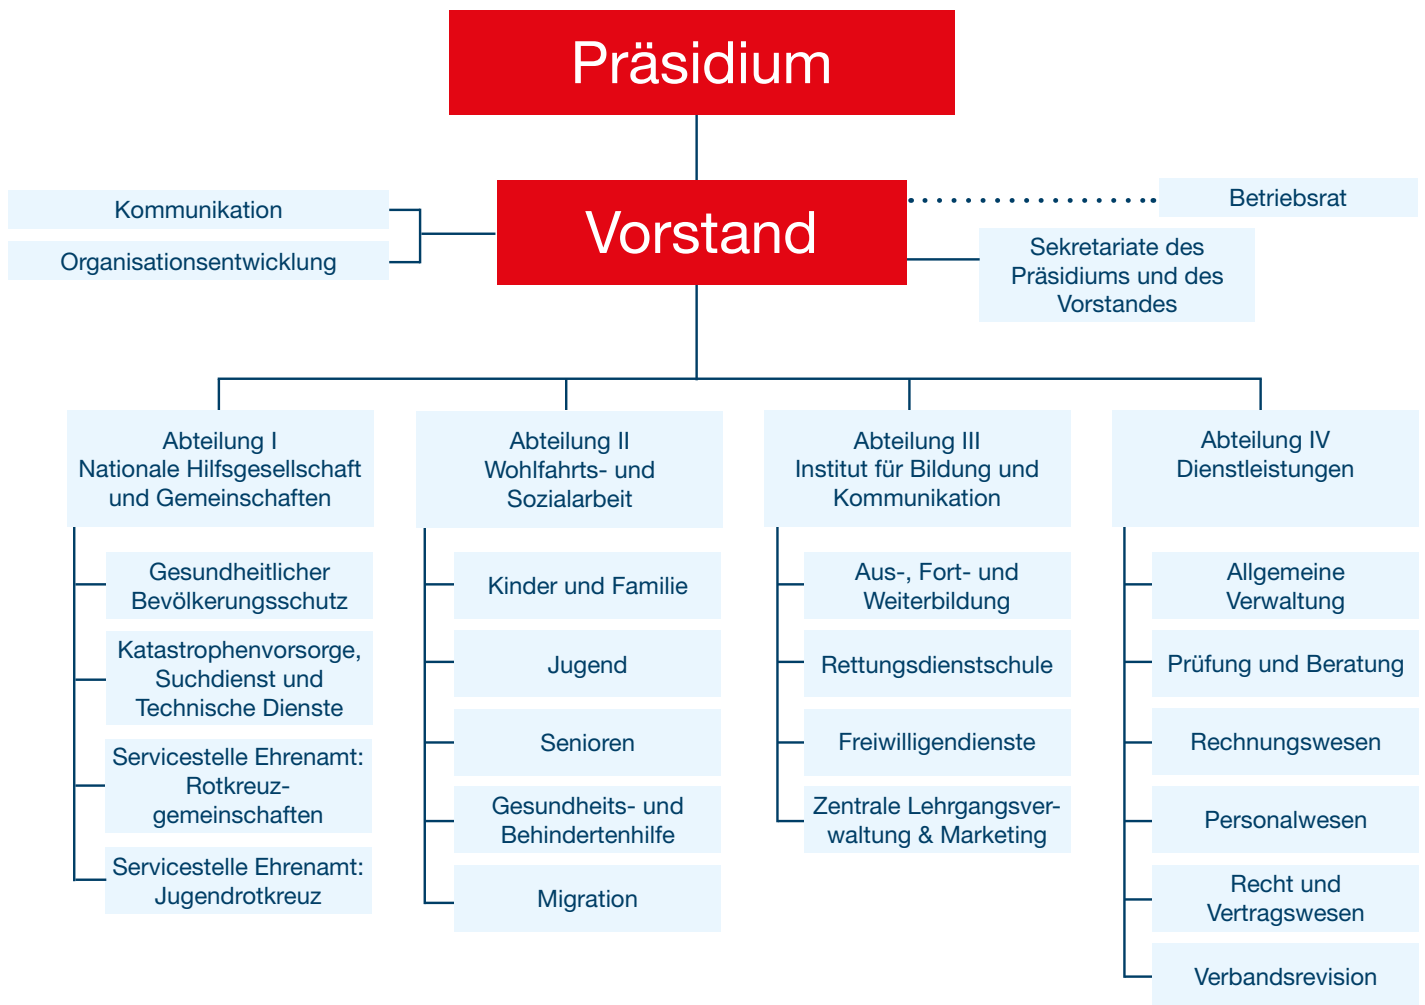 Präsidium
Vorstand
Kommunikation
Organisationsentwicklung
Betriebsrat
Sekretariate des
Präsidiums und des
Vorstandes
Abteilung I
Nationale Hilfsgesellschaft
und Gemeinschaften
Gesundheitlicher
Bevölkerungsschutz
Katastrophenvorsorge,
Suchdienst und
Technische Dienste
Servicestelle Ehrenamt:
Rotkreuz-
gemeinschaften
Servicestelle Ehrenamt:
Jugendrotkreuz
Abteilung II
Wohlfahrts- und
Sozialarbeit
Kinder und Familie
Jugend
Senioren
Gesundheits- und
Behindertenhilfe
Migration
Abteilung III
Institut für Bildung und
Kommunikation
Aus-, Fort- und
Weiterbildung
Rettungsdienstschule
Freiwilligendienste
Zentrale Lehrgangsver-
waltung & Marketing
Abteilung IV
Dienstleistungen
Allgemeine
Verwaltung
Prüfung und Beratung
Rechnungswesen
Personalwesen
Recht und
Vertragswesen
Verbandsrevision